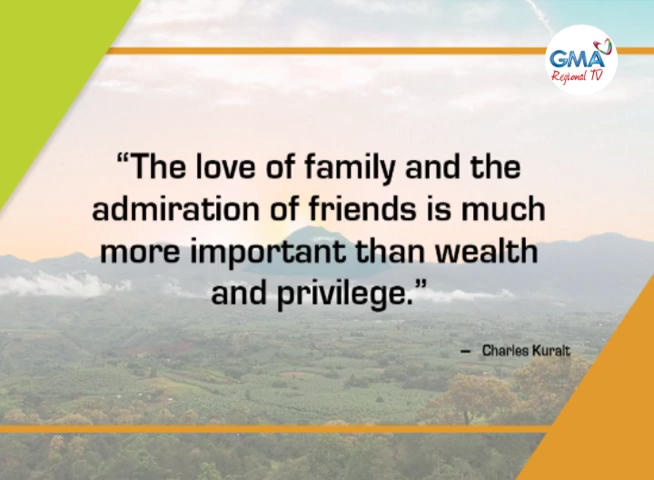 GMA
Regional TV
“The love of family and the
admiration of friends is much
more important than wealth
and privilege.”
– Charles Kuralt